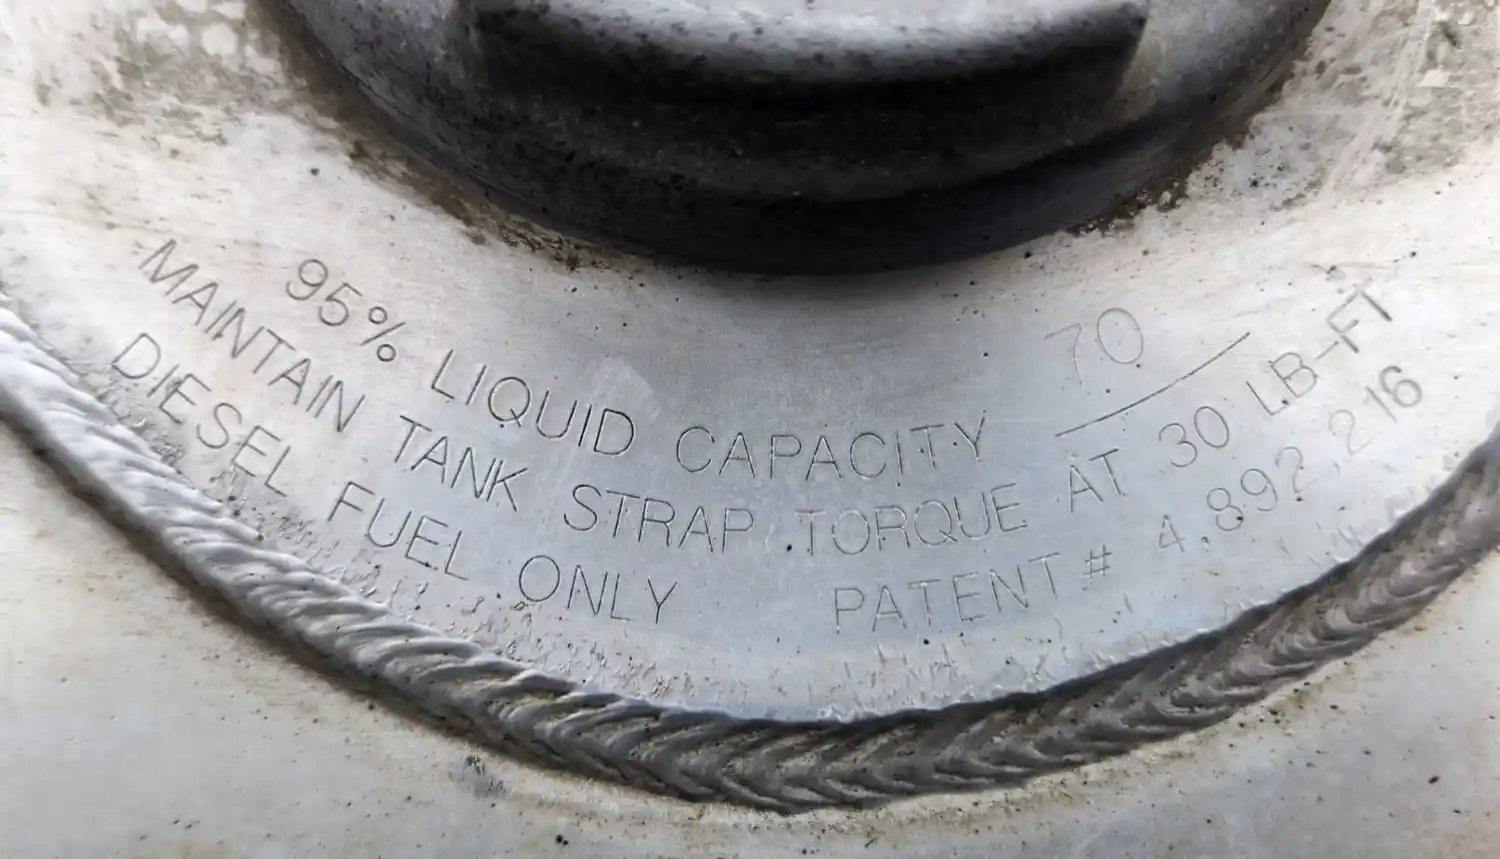 95% LIQUID CAPACITY 70
MAINTAIN TANK STRAP TORQUE AT 30 LB-FT
DIESEL FUEL ONLY PATENT # 4,892,216